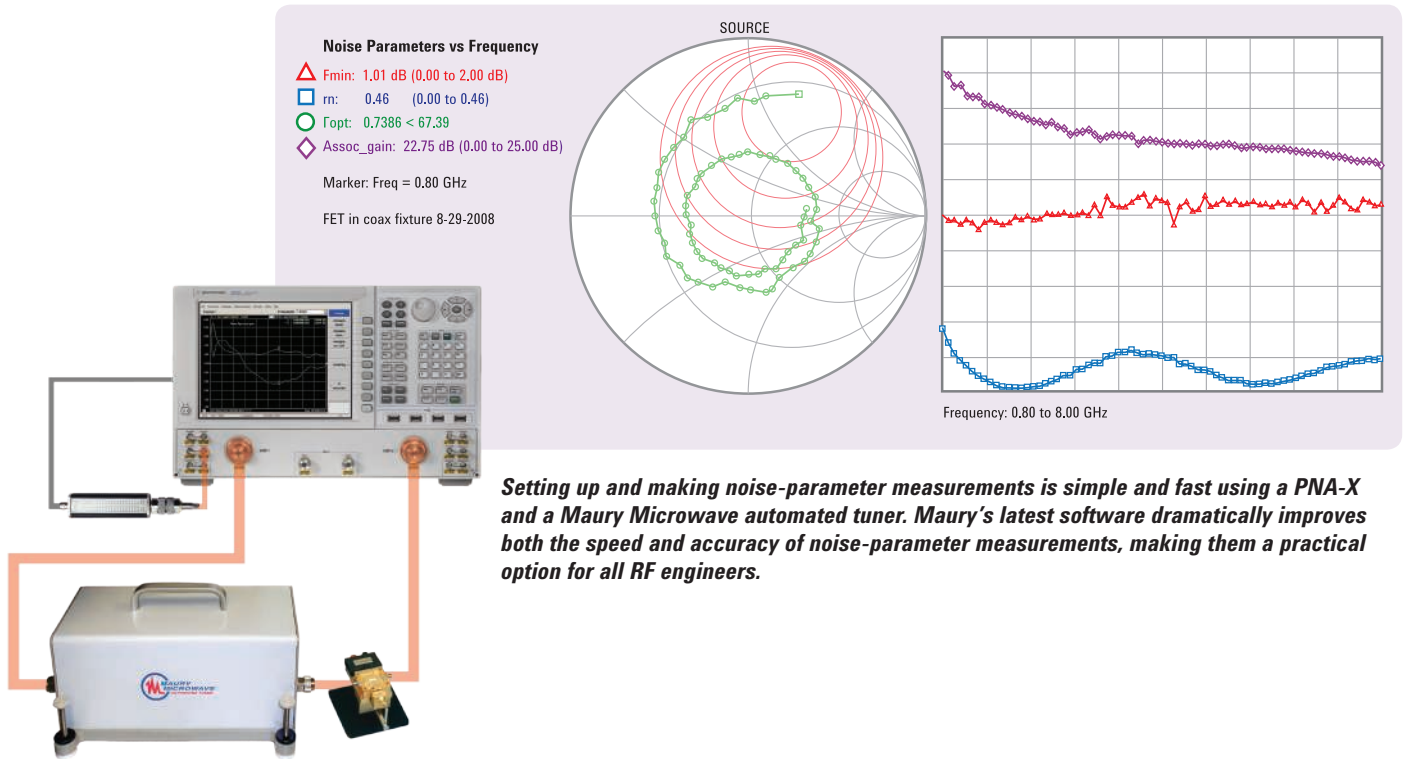 Noise Parameters vs Frequency
Fmin: 1.01 dB (0.00 to 2.00 dB)
rn: 0.46 (0.00 to 0.46)
Γopt: 0.7386 < 67.39
Assoc_gain: 22.75 dB (0.00 to 25.00 dB)
Marker: Freq = 0.80 GHz
FET in coax fixture 8-29-2008
SOURCE
Frequency: 0.80 to 8.00 GHz
Setting up and making noise-parameter measurements is simple and fast using a PNA-X
and a Maury Microwave automated tuner. Maury's latest software dramatically improves
both the speed and accuracy of noise-parameter measurements, making them a practical
option for all RF engineers.
MAURY
MICROWAVE